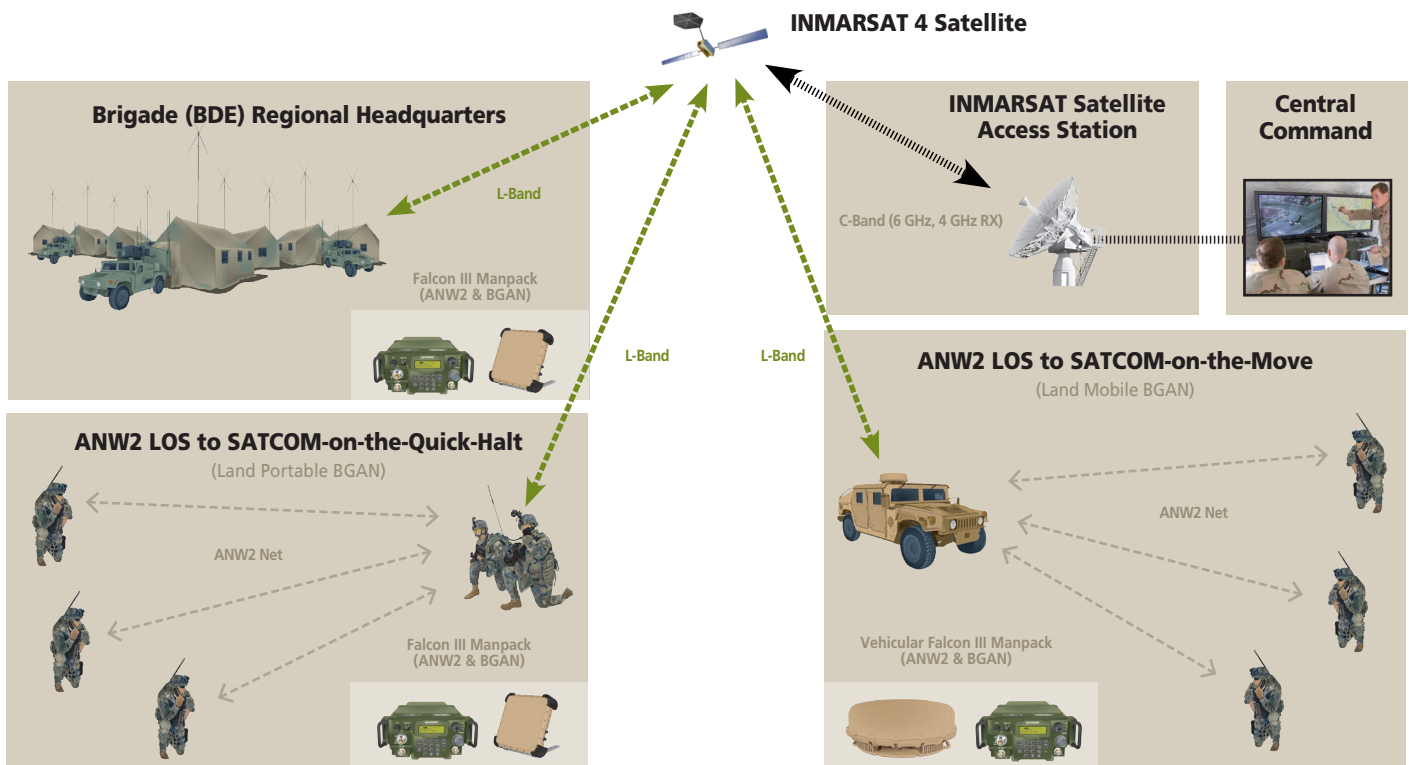 INMARSAT 4 Satellite
Brigade (BDE) Regional Headquarters
L-Band
Falcon III Manpack
(ANW2 & BGAN)
INMARSAT Satellite
Access Station
C-Band (6 GHz, 4 GHz RX)
Central
Command
L-Band
L-Band
ANW2 LOS to SATCOM-on-the-Quick-Halt
(Land Portable BGAN)
ANW2 Net
Falcon III Manpack
(ANW2 & BGAN)
ANW2 LOS to SATCOM-on-the-Move
(Land Mobile BGAN)
ANW2 Net
Vehicular Falcon III Manpack
(ANW2 & BGAN)